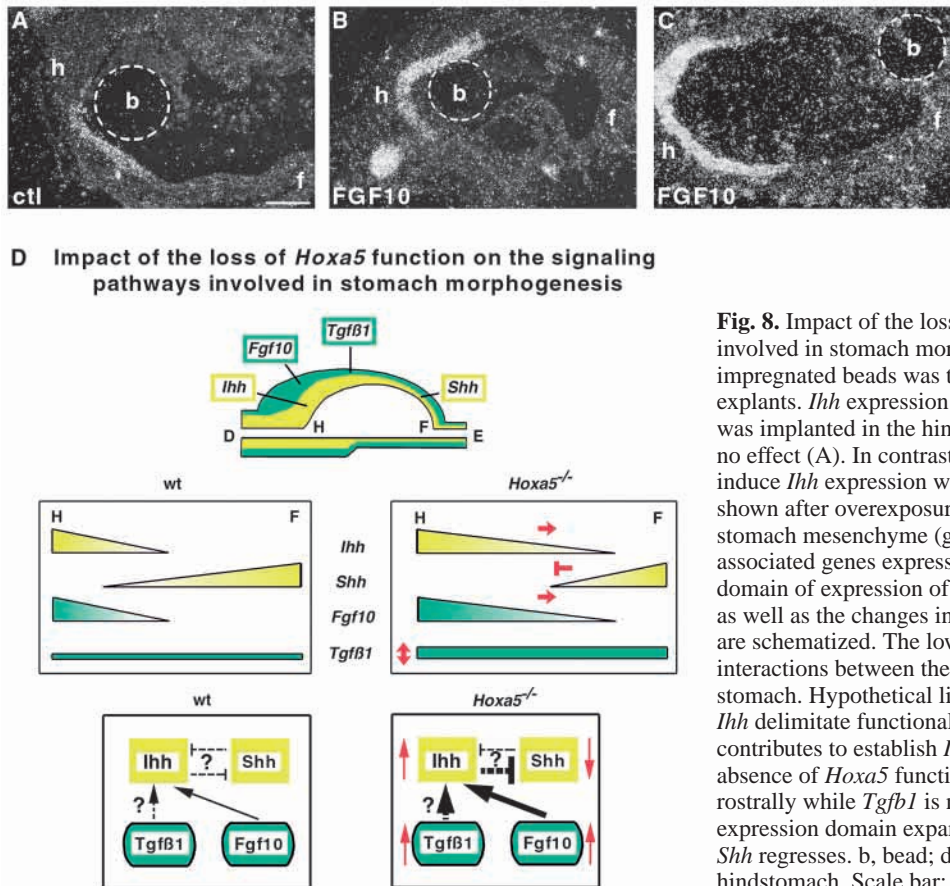 A
h
b
f
ctl
B
h
b
f
FGF10
C
b
f
h
FGF10
D Impact of the loss of Hoxa5 function on the signaling
pathways involved in stomach morphogenesis
Tgfß1
Fgf10
Ihh
Shh
D
H
F
E
wt
Hoxa5-/-
H
F
H
F
Ihh
Shh
Fgf10
Tgfß1
wt
Hoxa5-/-
Ihh
?
Shh
?
Tgfß1
Fgf10
Ihh
?
Shh
?
Tgfß1
Fgf10
Fig. 8. Impact of the loss
involved in stomach mor
impregnated beads was t
explants. Ihh expression
was implanted in the hin
no effect (A). In contrast
induce Ihh expression w
shown after overexposur
stomach mesenchyme (g
associated genes express
domain of expression of
as well as the changes in
are schematized. The low
interactions between the
stomach. Hypothetical li
Ihh delimitate functional
contributes to establish I
absence of Hoxa5 functi
rostrally while Tgfb1 is r
expression domain expan
Shh regresses. b, bead; d
hindstomach. Scale bar: